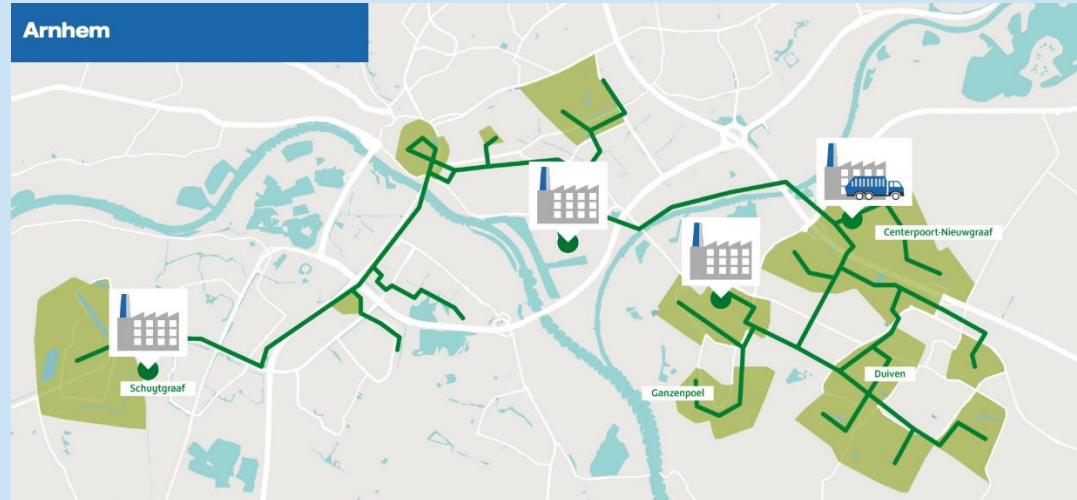 Arnhem
Centerpoort-Nieuwgraaf
Schuytgraaf
Ganzenpoel
Duiven